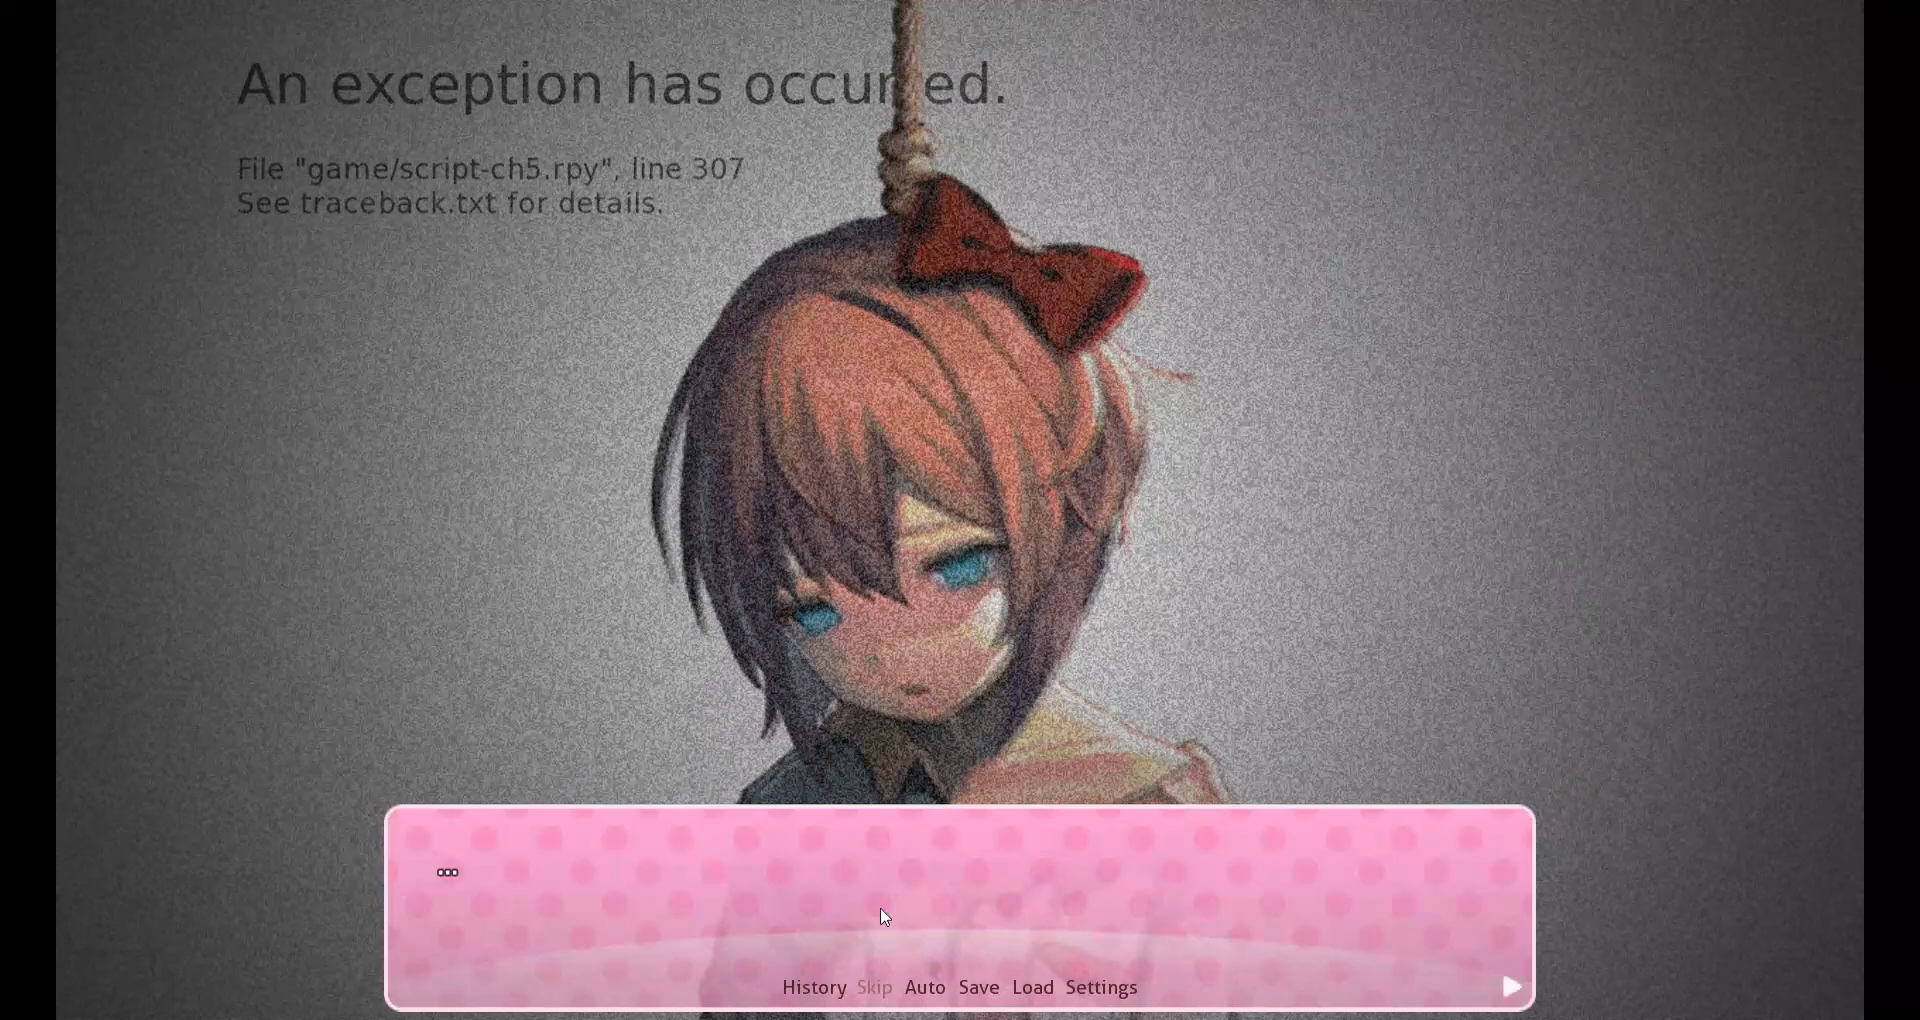 An exception has occurred.
File "game/script-ch5.rpy", line 307
See traceback.txt for details.
...
History Skip Auto Save Load Settings